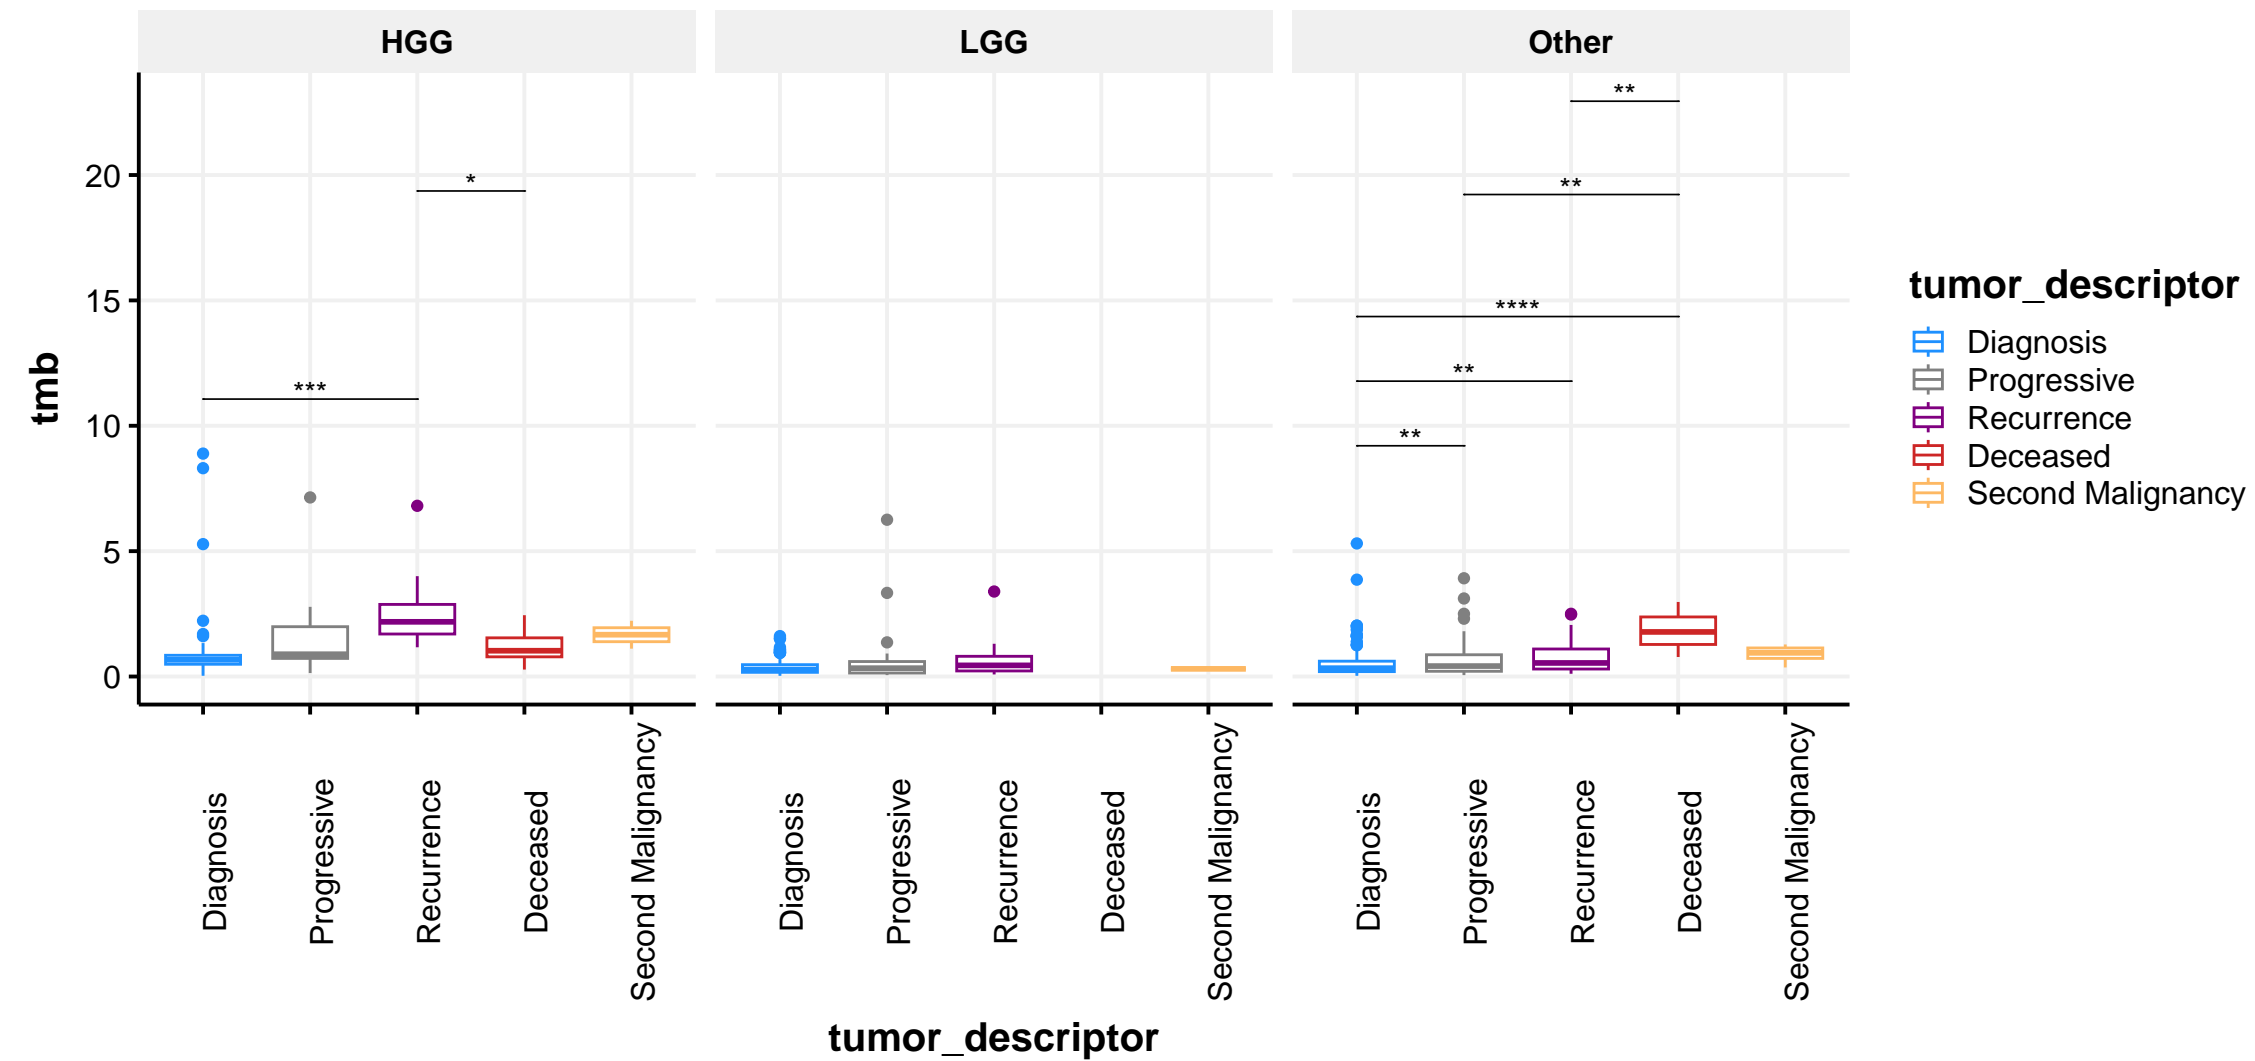 HGG
LGG
Other
tmb
20
15
10
5
0
***
*
**
**
****
**
**
Diagnosis
Progressive
Recurrence
Deceased
Second Malignancy
Diagnosis
Progressive
Recurrence
Deceased
Second Malignancy
Diagnosis
Progressive
Recurrence
Deceased
Second Malignancy
tumor_descriptor
tumor_descriptor
Diagnosis
Progressive
Recurrence
Deceased
Second Malignancy